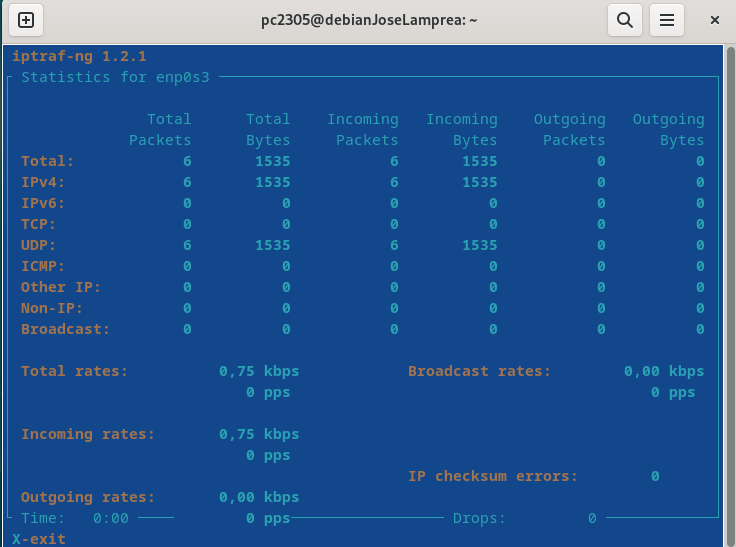 pc2305@debianJoseLamprea: ~
iptraf-ng 1.2.1
Statistics for enp0s3
Total Total Incoming Incoming Outgoing Outgoing
Packets Bytes Packets Bytes Packets Bytes
Total: 6 1535 6 1535 0 0
IPv4: 6 1535 6 1535 0 0
IPv6: 0 0 0 0 0 0
TCP: 0 0 0 0 0 0
UDP: 6 1535 6 1535 0 0
ICMP: 0 0 0 0 0 0
Other IP: 0 0 0 0 0 0
Non-IP: 0 0 0 0 0 0
Broadcast: 0 0 0 0 0 0
Total rates: 0,75 kbps Broadcast rates: 0,00 kbps
0 pps 0 pps
Incoming rates: 0,75 kbps
0 pps
IP checksum errors: 0
Outgoing rates: 0,00 kbps
Time: 0:00 0 pps Drops: 0
X-exit